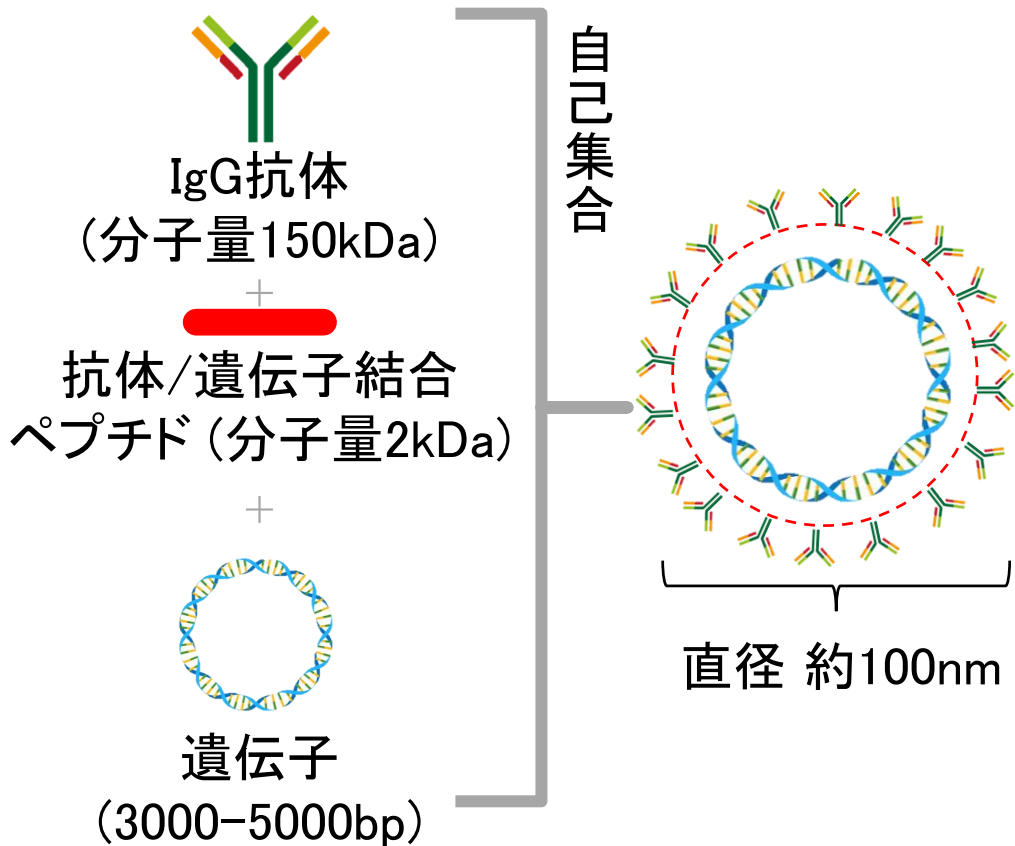 IgG抗体
(分子量150kDa)
+
抗体/遺伝子結合
ペプチド(分子量2kDa)
+
遺伝子
(3000-5000bp)
自己集合
直径 約100nm